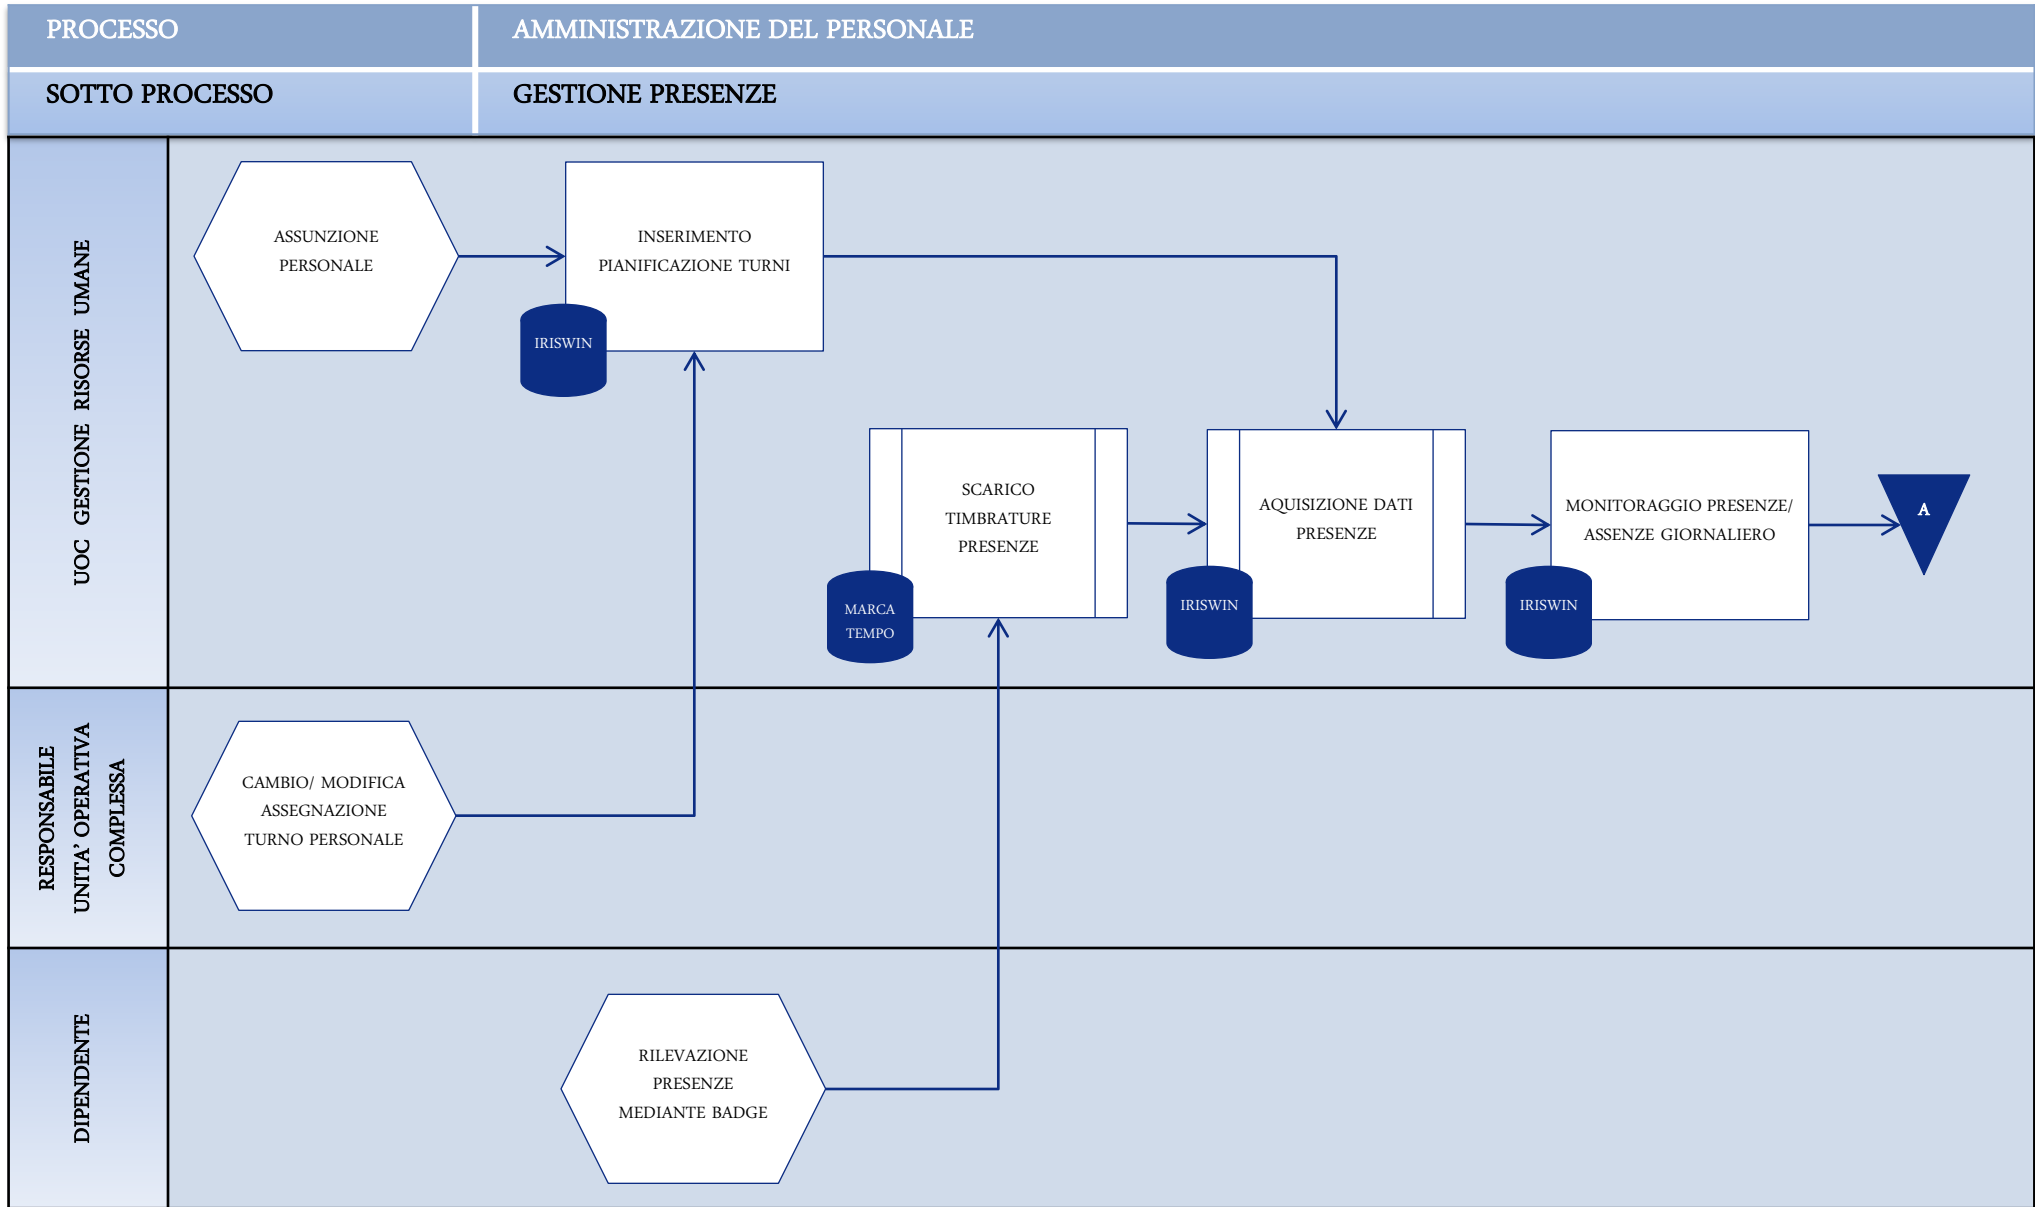 PROCESSO
AMMINISTRAZIONE DEL PERSONALE
SOTTO PROCESSO
GESTIONE PRESENZE
UOC GESTIONE RISORSE UMANE
ASSUNZIONE
PERSONALE
INSERIMENTO
PIANIFICAZIONE TURNI
IRISWIN
SCARICO
TIMBRATURE
PRESENZE
MARCA
TEMPO
AQUISIZIONE DATI
PRESENZE
IRISWIN
MONITORAGGIO PRESENZE/
ASSENZE GIORNALIERO
IRISWIN
A
RESPONSABILE
UNITA’ OPERATIVA
COMPLESSA
CAMBIO/ MODIFICA
ASSEGNAZIONE
TURNO PERSONALE
DIPENDENTE
RILEVAZIONE
PRESENZE
MEDIANTE BADGE